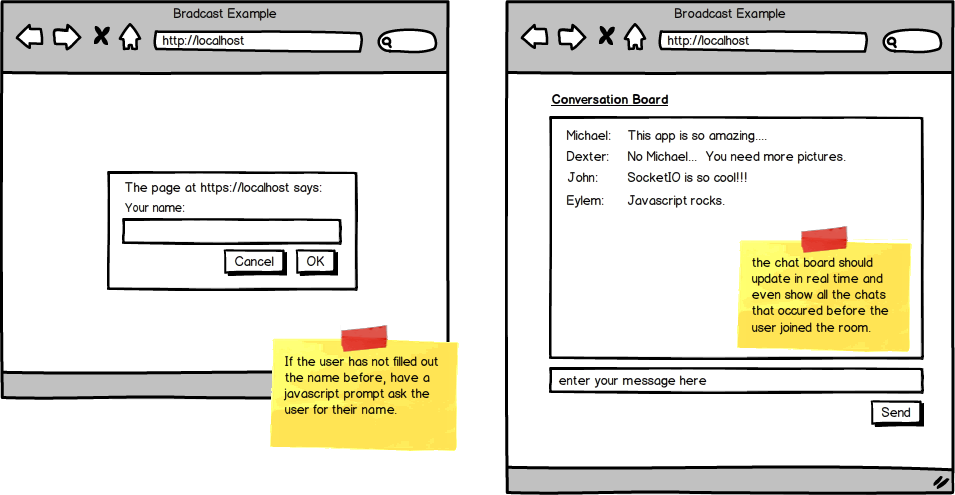 Bradcast Example
http://localhost
The page at https://localhost says:
Your name:
Cancel OK
If the user has not filled out
the name before, have a
javascript prompt ask the
user for their name.
Broadcast Example
http://localhost
Conversation Board
Michael: This app is so amazing....
Dexter: No Michael... You need more pictures.
John: SocketIO is so cool!!!
Eylem: Javascript rocks.
the chat board should
update in real time and
even show all the chats
that occured before the
user joined the room.
enter your message here
Send